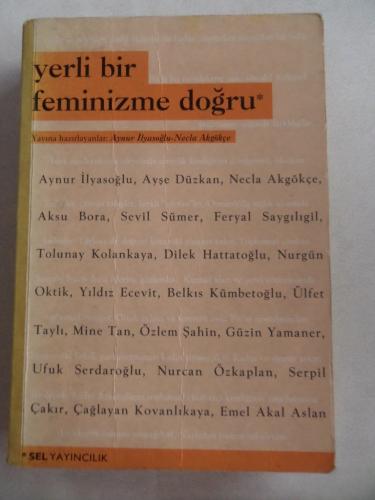 yerli bir
feminizme doğru*
Yayına hazırlayanlar: Aynur İlyasoğlu-Necla Akgökçe
Aynur İlyasoğlu, Ayşe Düzkan, Necla Akgökçe,
Aksu Bora, Sevil Sümer, Feryal Saygılıgil,
Tolunay Kolankaya, Dilek Hattatoğlu, Nurgün
Oktik, Yıldız Ecevit, Belkıs Kümbetoğlu, Ülfet
Taylı, Mine Tan, Özlem Şahin, Güzin Yamaner,
Ufuk Serdaroğlu, Nurcan Özkaplan, Serpil
Çakır, Çağlayan Kovanlıkaya, Emel Akal Aslan
* SEL YAYINCILIK